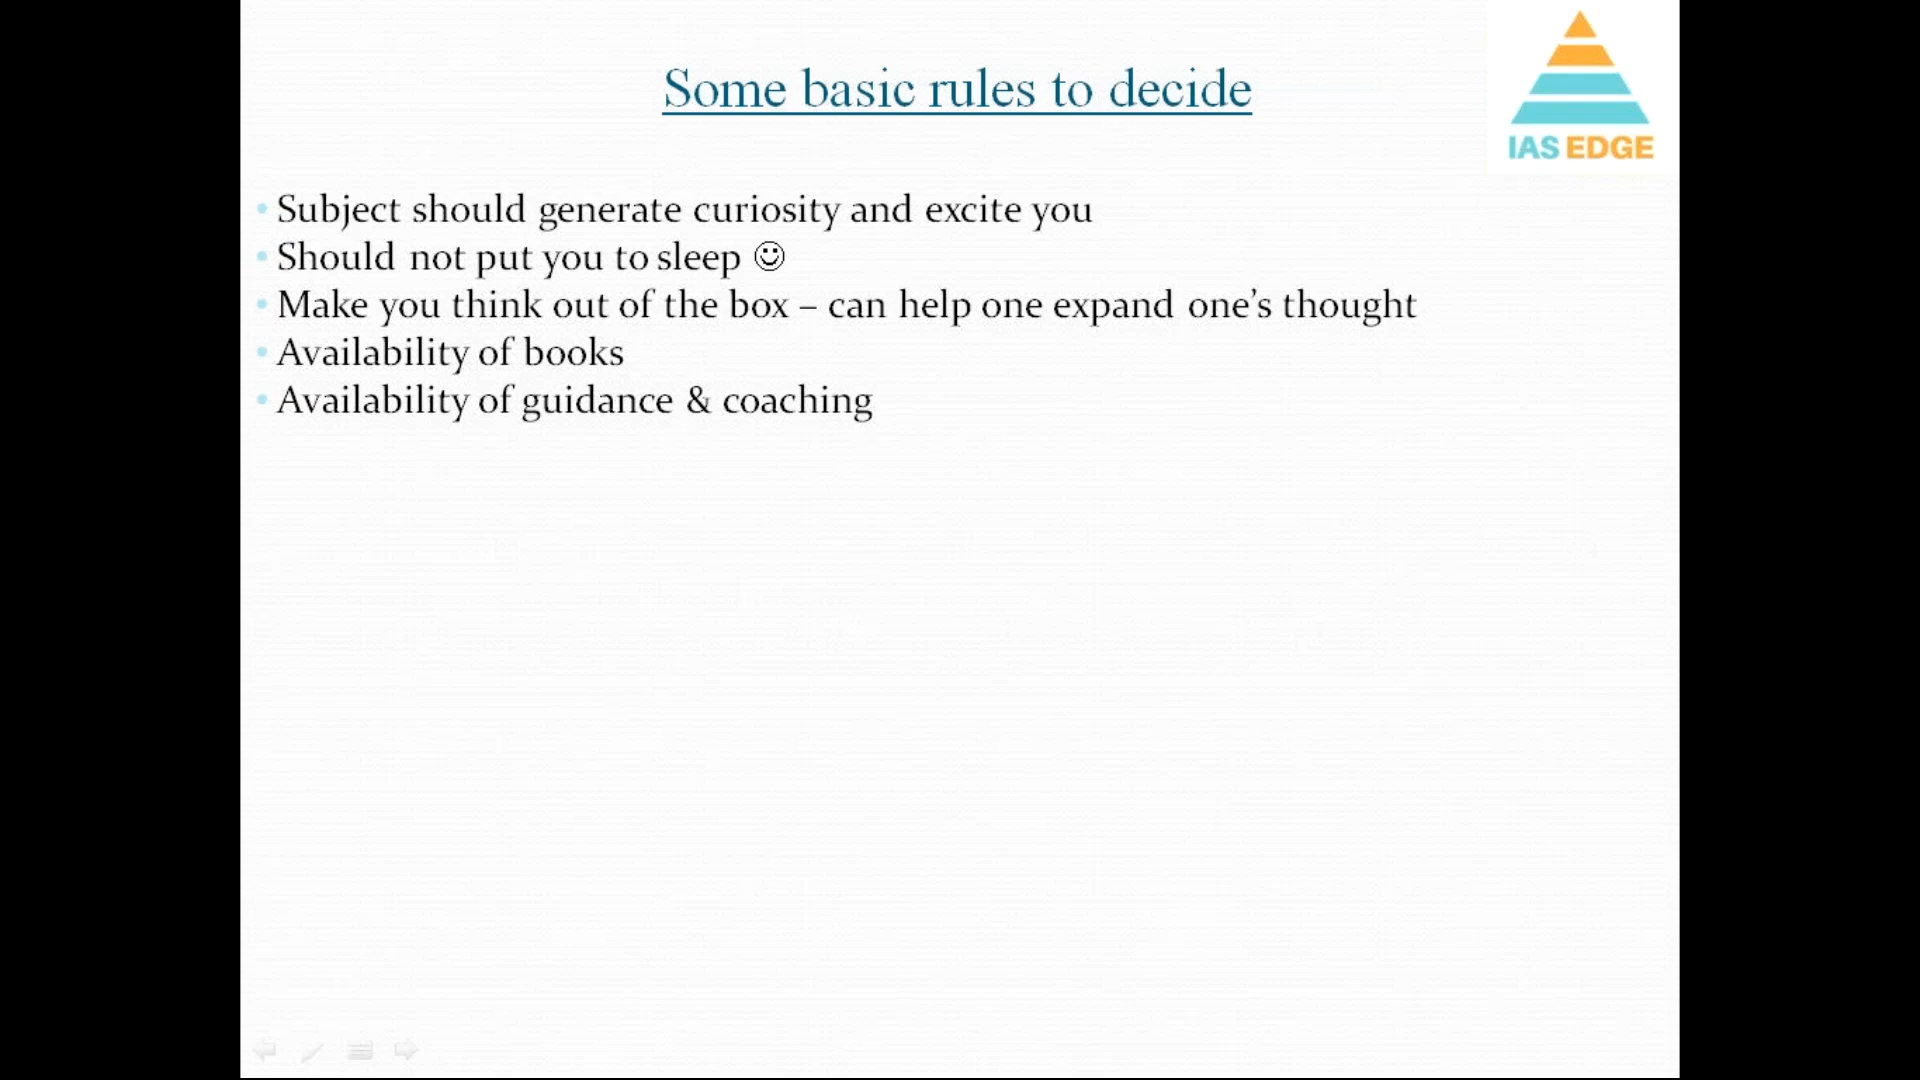 Some basic rules to decide
IAS EDGE
• Subject should generate curiosity and excite you
• Should not put you to sleep ☺
• Make you think out of the box – can help one expand one’s thought
• Availability of books
• Availability of guidance & coaching